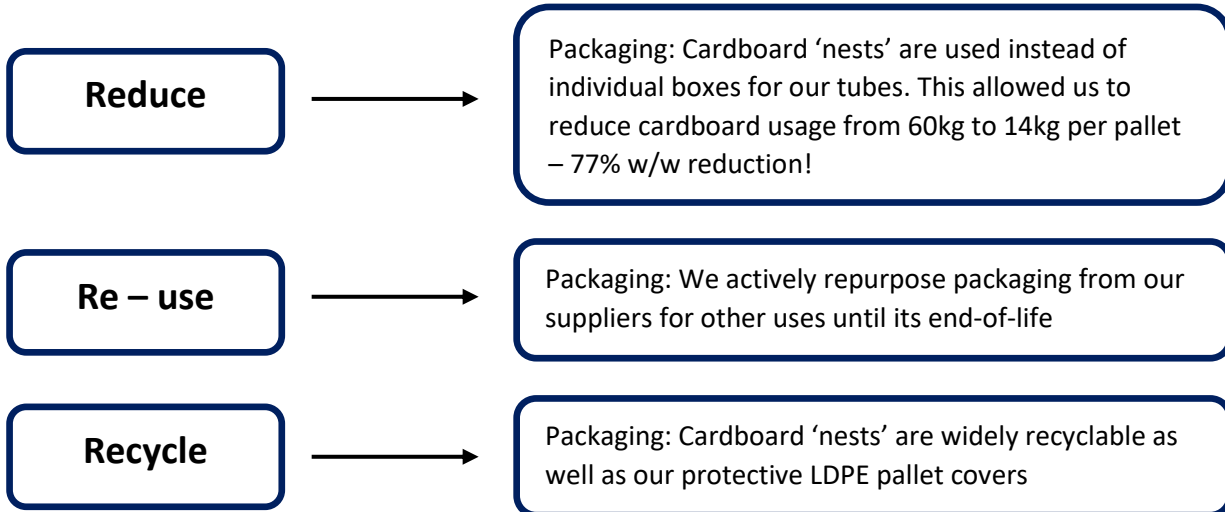 Reduce
Packaging: Cardboard ‘nests’ are used instead of
individual boxes for our tubes. This allowed us to
reduce cardboard usage from 60kg to 14kg per pallet
– 77% w/w reduction!
Re – use
Packaging: We actively repurpose packaging from our
suppliers for other uses until its end-of-life
Recycle
Packaging: Cardboard ‘nests’ are widely recyclable as
well as our protective LDPE pallet covers